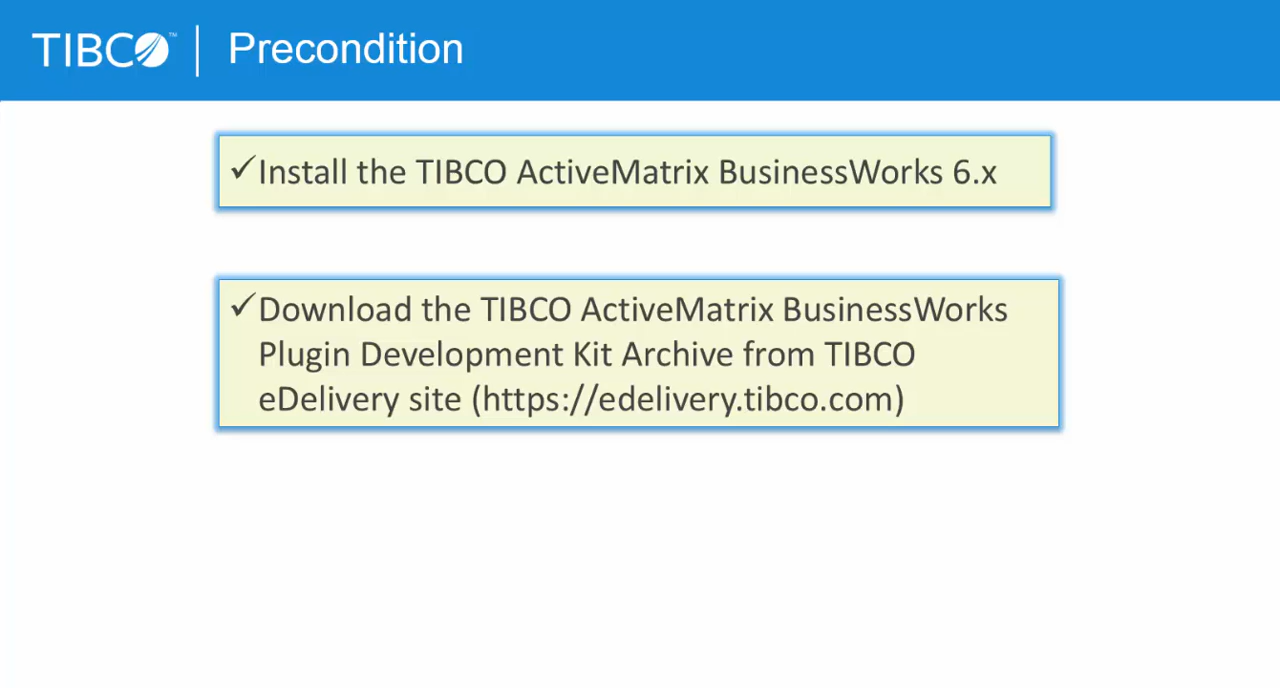 TIBCO™ | Precondition
✓Install the TIBCO ActiveMatrix BusinessWorks 6.x
✓Download the TIBCO ActiveMatrix BusinessWorks
Plugin Development Kit Archive from TIBCO
eDelivery site (https://edelivery.tibco.com)